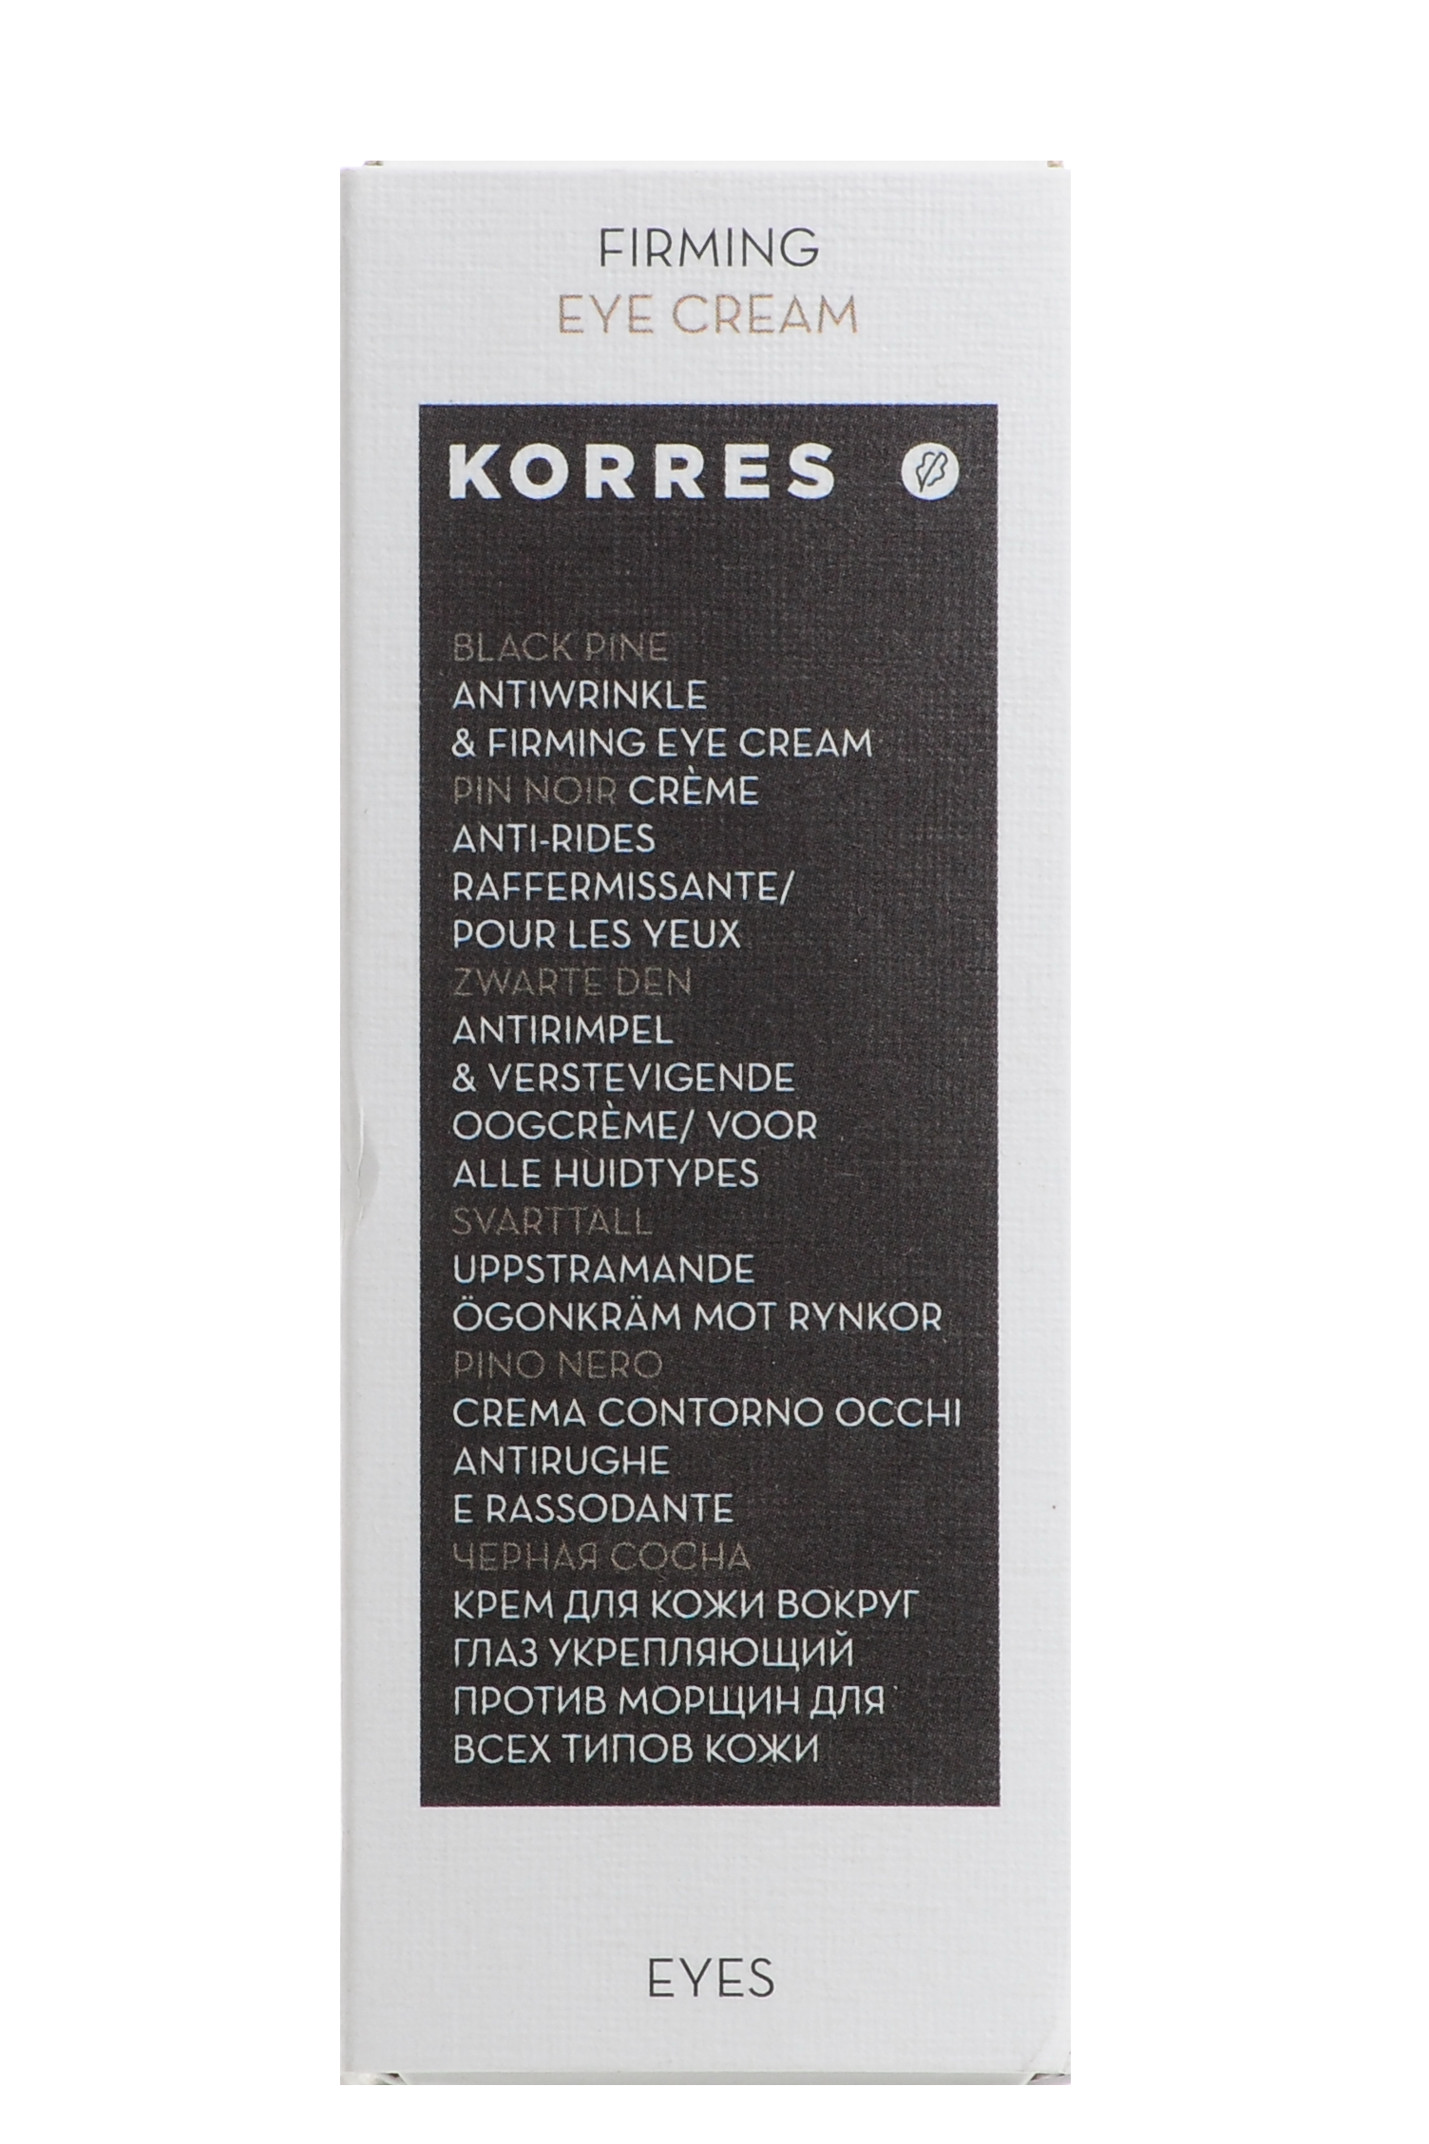 FIRMING
EYE CREAM
KORRES
BLACK PINE
ANTIWRINKLE
& FIRMING EYE CREAM
PIN NOIR CRÈME
ANTI-RIDES
RAFFERMISSANTE/
POUR LES YEUX
ZWARTE DEN
ANTIRIMPEL
& VERSTEVIGENDE
OOGCRÈME/ VOOR
ALLE HUIDTYPES
SVARTTALL
UPPSTRAMANDE
ÖGONKRÄM MOT RYNKOR
PINO NERO
CREMA CONTORNO OCCHI
ANTIRUGHE
E RASSODANTE
ЧЕРНАЯ СОСНА
КРЕМ ДЛЯ КОЖИ ВОКРУГ
ГЛАЗ УКРЕПЛЯЮЩИЙ
ПРОТИВ МОРЩИН ДЛЯ
ВСЕХ ТИПОВ КОЖИ
EYES